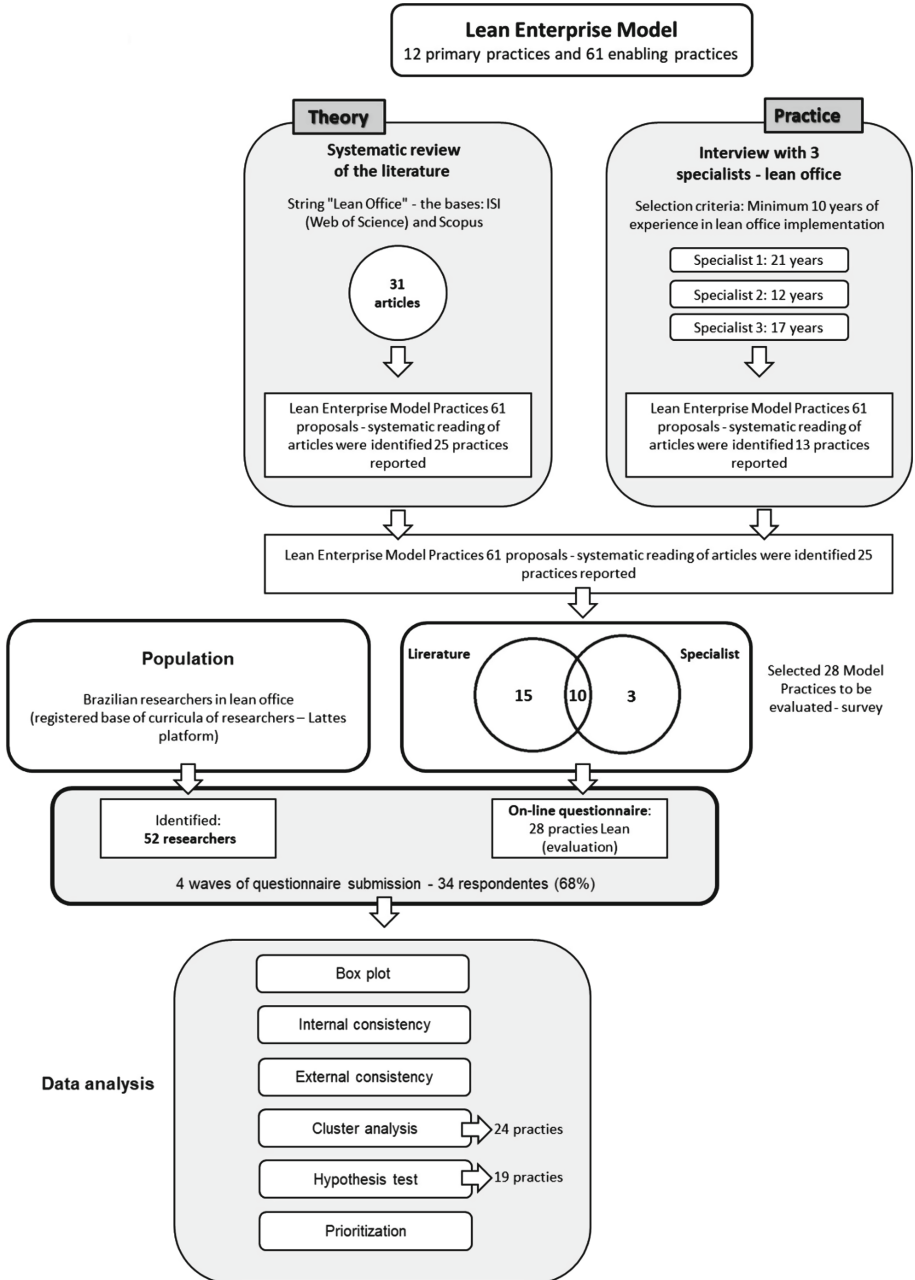 Lean Enterprise Model
12 primary practices and 61 enabling practices
Theory
Systematic review
of the literature
String "Lean Office" - the bases: ISI
(Web of Science) and Scopus
31
articles
Lean Enterprise Model Practices 61
proposals - systematic reading of
articles were identified 25 practices
reported
Practice
Interview with 3
specialists - lean office
Selection criteria: Minimum 10 years of
experience in lean office implementation
Specialist 1: 21 years
Specialist 2: 12 years
Specialist 3: 17 years
Lean Enterprise Model Practices 61
proposals - systematic reading of
articles were identified 13 practices
reported
Lean Enterprise Model Practices 61 proposals - systematic reading of articles were identified 25
practices reported
Population
Brazilian researchers in lean office
(registered base of curricula of researchers – Lattes
platform)
Lirerature
Specialist
15
10
3
Selected 28 Model
Practices to be
evaluated - survey
Identified:
52 researchers
On-line questionnaire:
28 practies Lean
(evaluation)
4 waves of questionnaire submission - 34 respondentes (68%)
Data analysis
Box plot
Internal consistency
External consistency
Cluster analysis
24 practies
Hypothesis test
19 practies
Prioritization